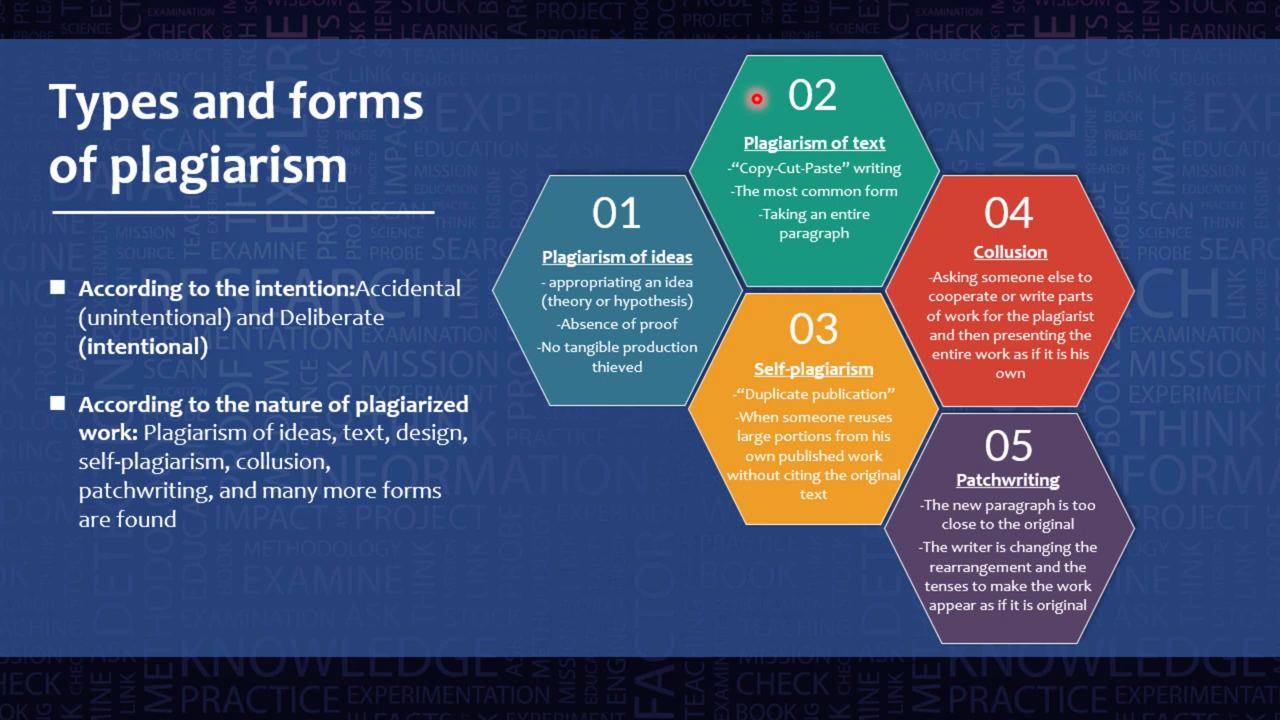 Types and forms
of plagiarism
■ According to the intention:Accidental
(unintentional) and Deliberate
(intentional)
■ According to the nature of plagiarized
work: Plagiarism of ideas, text, design,
self-plagiarism, collusion,
patchwriting, and many more forms
are found
01
Plagiarism of ideas
- appropriating an idea
(theory or hypothesis)
-Absence of proof
-No tangible production
thieved
02
Plagiarism of text
-“Copy-Cut-Paste” writing
-The most common form
-Taking an entire
paragraph
03
Self-plagiarism
-“Duplicate publication”
-When someone reuses
large portions from his
own published work
without citing the original
text
04
Collusion
-Asking someone else to
cooperate or write parts
of work for the plagiarist
and then presenting the
entire work as if it is his
own
05
Patchwriting
-The new paragraph is too
close to the original
-The writer is changing the
rearrangement and the
tenses to make the work
appear as if it is original